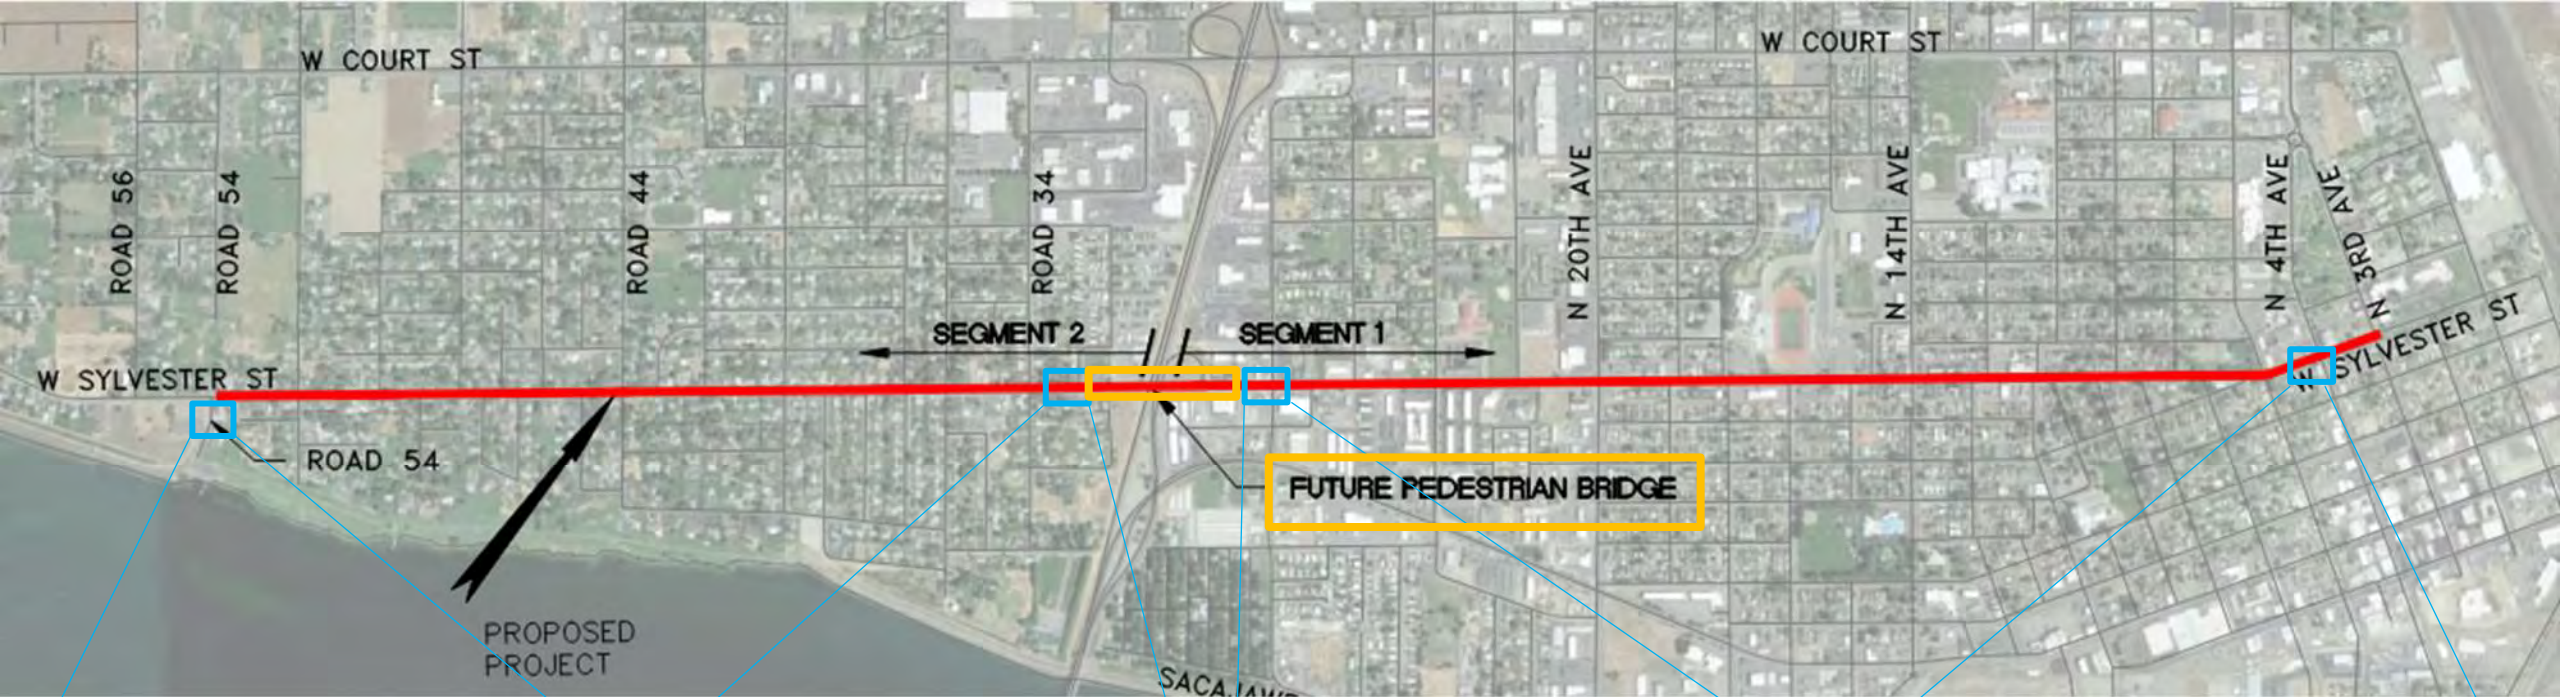 W COURT ST
W COURT ST
ROAD 56
ROAD 54
ROAD 44
ROAD 34
N 20TH AVE
N 14TH AVE
N 4TH AVE
N 3RD AVE
SEGMENT 2
SEGMENT 1
W SYLVESTER ST
W SYLVESTER ST
ROAD 54
FUTURE PEDESTRIAN BRIDGE
PROPOSED
PROJECT